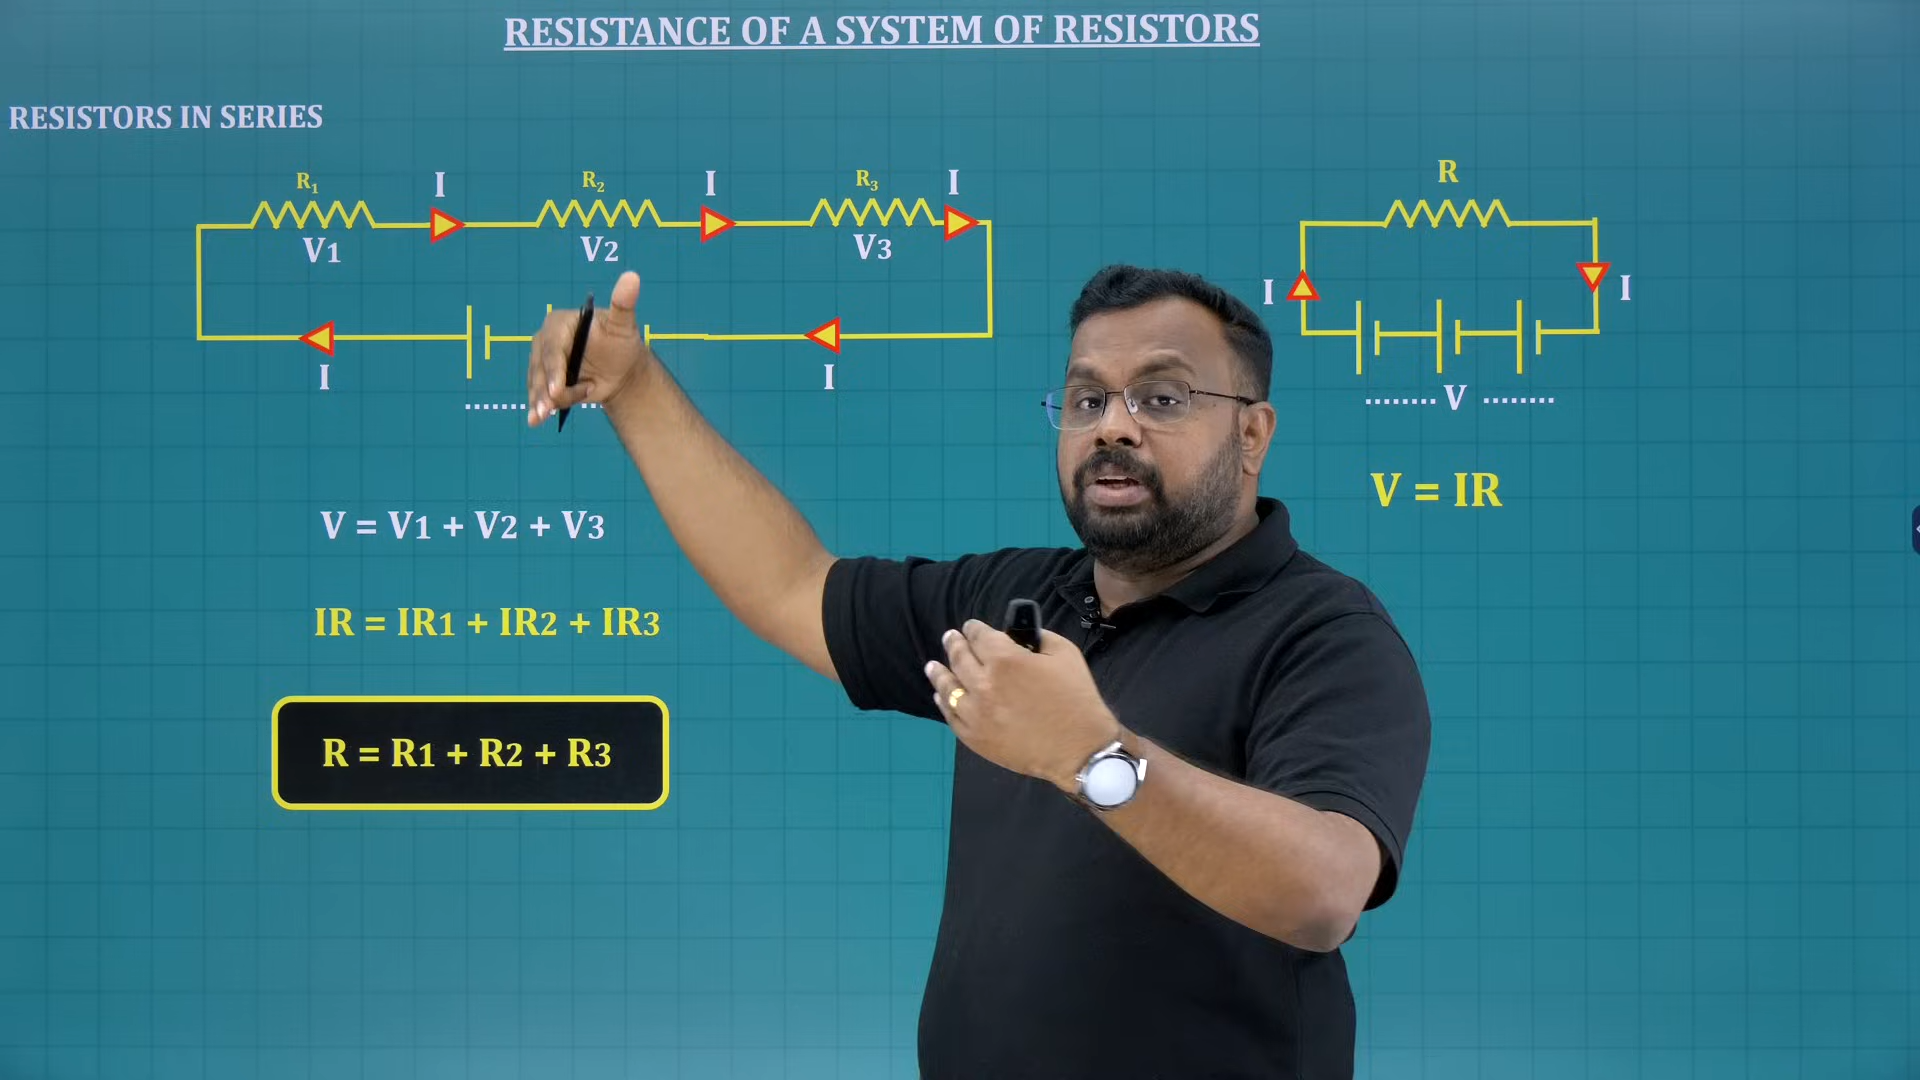 RESISTANCE OF A SYSTEM OF RESISTORS
RESISTORS IN SERIES
R1 I R2 I R3 I
V1 V2 V3
I I
R
I I
........ V ........
V = IR
V = V1 + V2 + V3
IR = IR1 + IR2 + IR3
R = R1 + R2 + R3